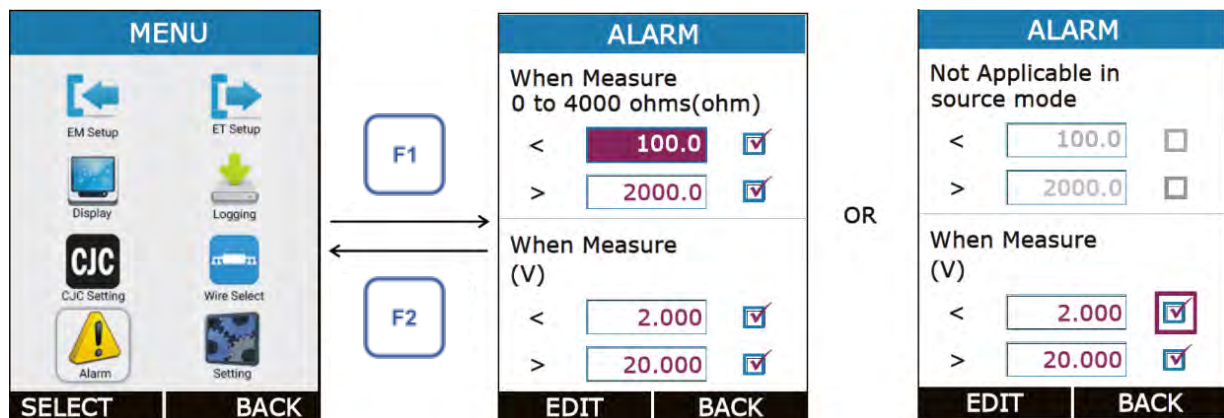 MENU
EM Setup
ET Setup
Display
Logging
CJC
CJC Setting
Wire Select
Alarm
Setting
SELECT BACK
F1
F2
ALARM
When Measure
0 to 4000 ohms(ohm)
< 100.0
> 2000.0
When Measure
(V)
< 2.000
> 20.000
EDIT BACK
OR
ALARM
Not Applicable in
source mode
< 100.0
> 2000.0
When Measure
(V)
< 2.000
> 20.000
EDIT BACK